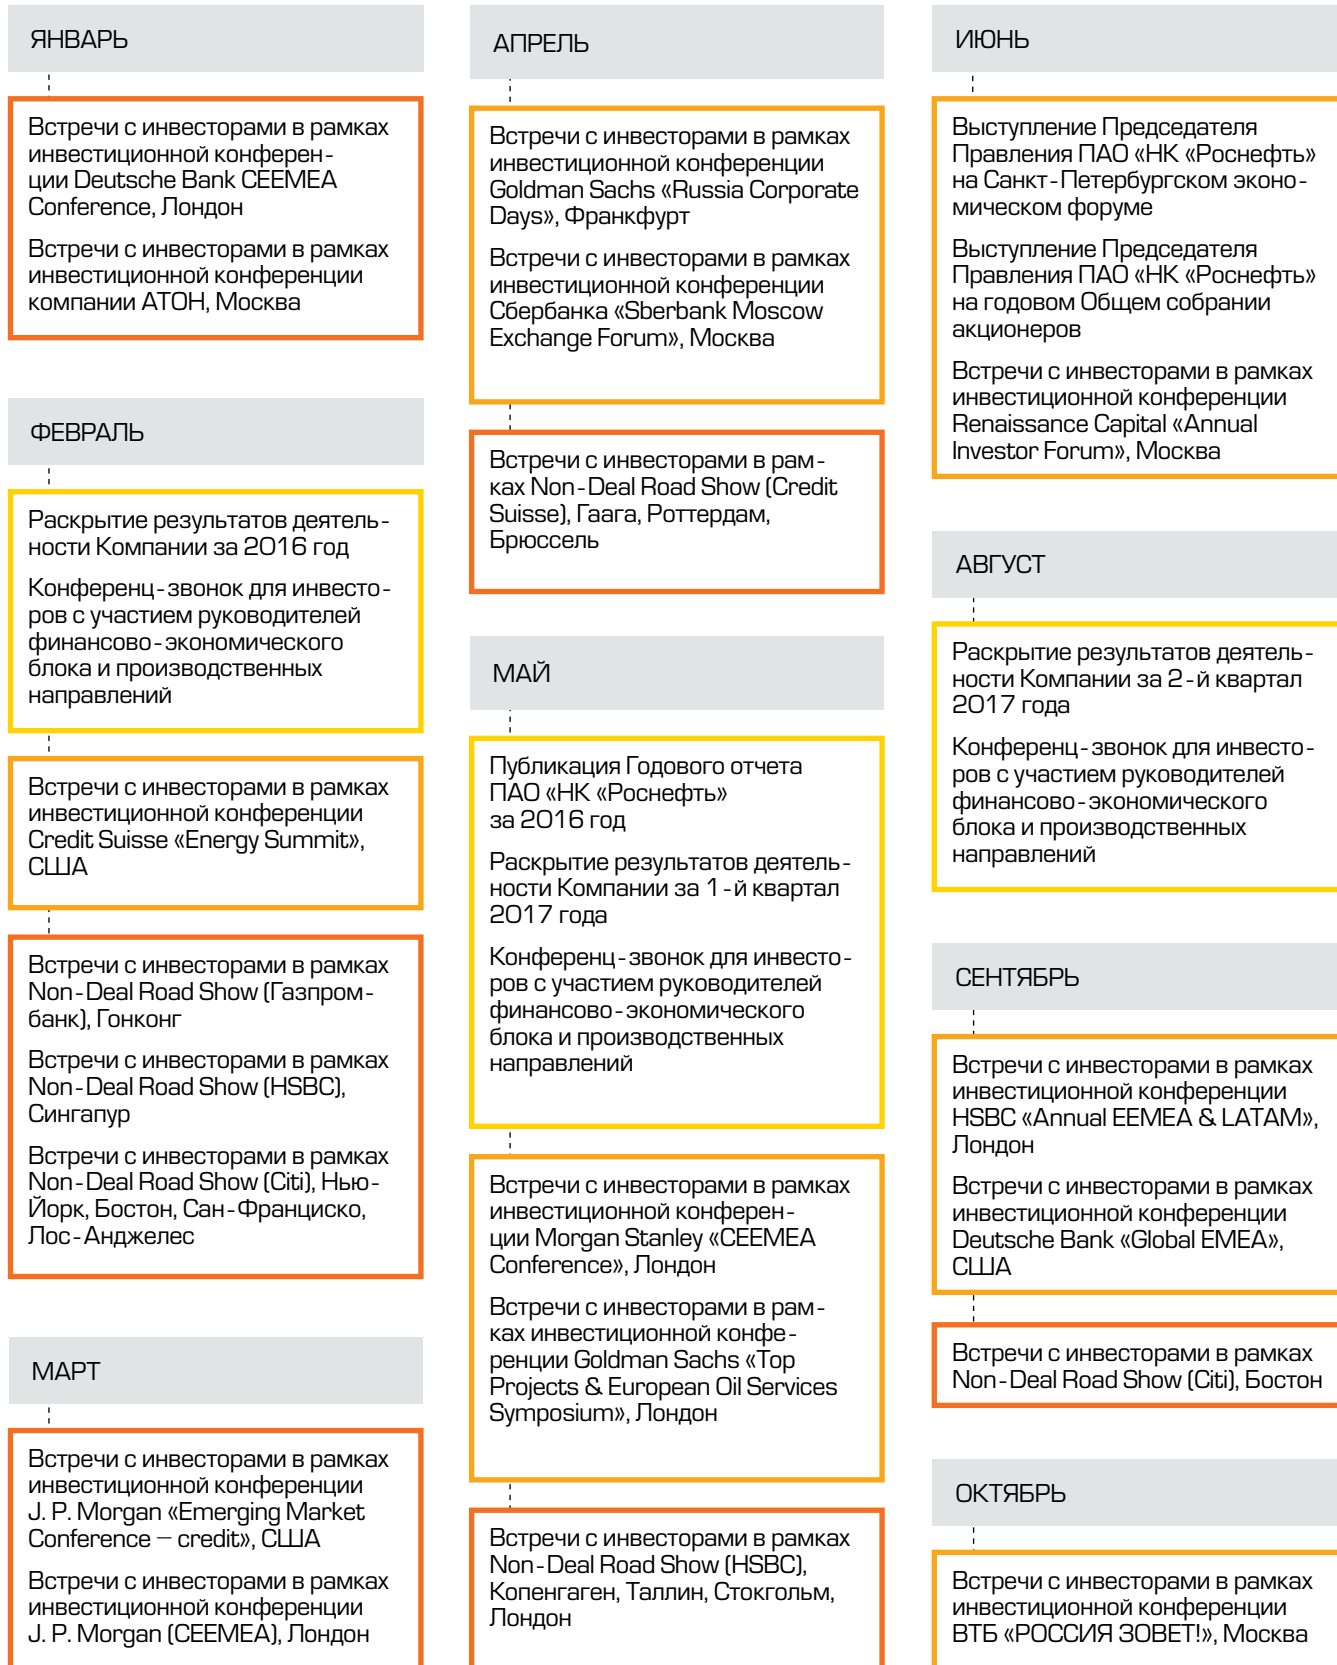 ЯНВАРЬ
Встречи с инвесторами в рамках
инвестиционной конферен-
ции Deutsche Bank CEEMEA
Conference, Лондон
Встречи с инвесторами в рамках
инвестиционной конференции
компании АТОН, Москва
ФЕВРАЛЬ
Раскрытие результатов деятель-
ности Компании за 2016 год
Конференц-звонок для инвесто-
ров с участием руководителей
финансово-экономического
блока и производственных
направлений
Встречи с инвесторами в рамках
инвестиционной конференции
Credit Suisse «Energy Summit»,
США
Встречи с инвесторами в рамках
Non-Deal Road Show (Газпром-
банк), Гонконг
Встречи с инвесторами в рамках
Non-Deal Road Show (HSBC),
Сингапур
Встречи с инвесторами в рамках
Non-Deal Road Show (Citi), Нью-
Йорк, Бостон, Сан-Франциско,
Лос-Анджелес
МАРТ
Встречи с инвесторами в рамках
инвестиционной конференции
J. P. Morgan «Emerging Market
Conference — credit», США
Встречи с инвесторами в рамках
инвестиционной конференции
J. P. Morgan (CEEMEA), Лондон
АПРЕЛЬ
Встречи с инвесторами в рамках
инвестиционной конференции
Goldman Sachs «Russia Corporate
Days», Франкфурт
Встречи с инвесторами в рамках
инвестиционной конференции
Сбербанка «Sberbank Moscow
Exchange Forum», Москва
Встречи с инвесторами в рам-
ках Non-Deal Road Show (Credit
Suisse), Гаага, Роттердам,
Брюссель
МАЙ
Публикация Годового отчета
ПАО «НК «Роснефть»
за 2016 год
Раскрытие результатов деятель-
ности Компании за 1-й квартал
2017 года
Конференц-звонок для инвесто-
ров с участием руководителей
финансово-экономического
блока и производственных
направлений
Встречи с инвесторами в рамках
инвестиционной конферен-
ции Morgan Stanley «CEEMEA
Conference», Лондон
Встречи с инвесторами в рам-
ках инвестиционной конфе-
ренции Goldman Sachs «Top
Projects & European Oil Services
Symposium», Лондон
Встречи с инвесторами в рамках
Non-Deal Road Show (HSBC),
Копенгаген, Таллин, Стокгольм,
Лондон
ИЮНЬ
Выступление Председателя
Правления ПАО «НК «Роснефть»
на Санкт-Петербургском эконо-
мическом форуме
Выступление Председателя
Правления ПАО «НК «Роснефть»
на годовом Общем собрании
акционеров
Встречи с инвесторами в рамках
инвестиционной конференции
Renaissance Capital «Annual
Investor Forum», Москва
АВГУСТ
Раскрытие результатов деятель-
ности Компании за 2-й квартал
2017 года
Конференц-звонок для инвесто-
ров с участием руководителей
финансово-экономического
блока и производственных
направлений
СЕНТЯБРЬ
Встречи с инвесторами в рамках
инвестиционной конференции
HSBC «Annual EEMEA & LATAM»,
Лондон
Встречи с инвесторами в рамках
инвестиционной конференции
Deutsche Bank «Global EMEA»,
США
Встречи с инвесторами в рамках
Non-Deal Road Show (Citi), Бостон
ОКТЯБРЬ
Встречи с инвесторами в рамках
инвестиционной конференции
ВТБ «РОССИЯ ЗОВЕТ!», Москва